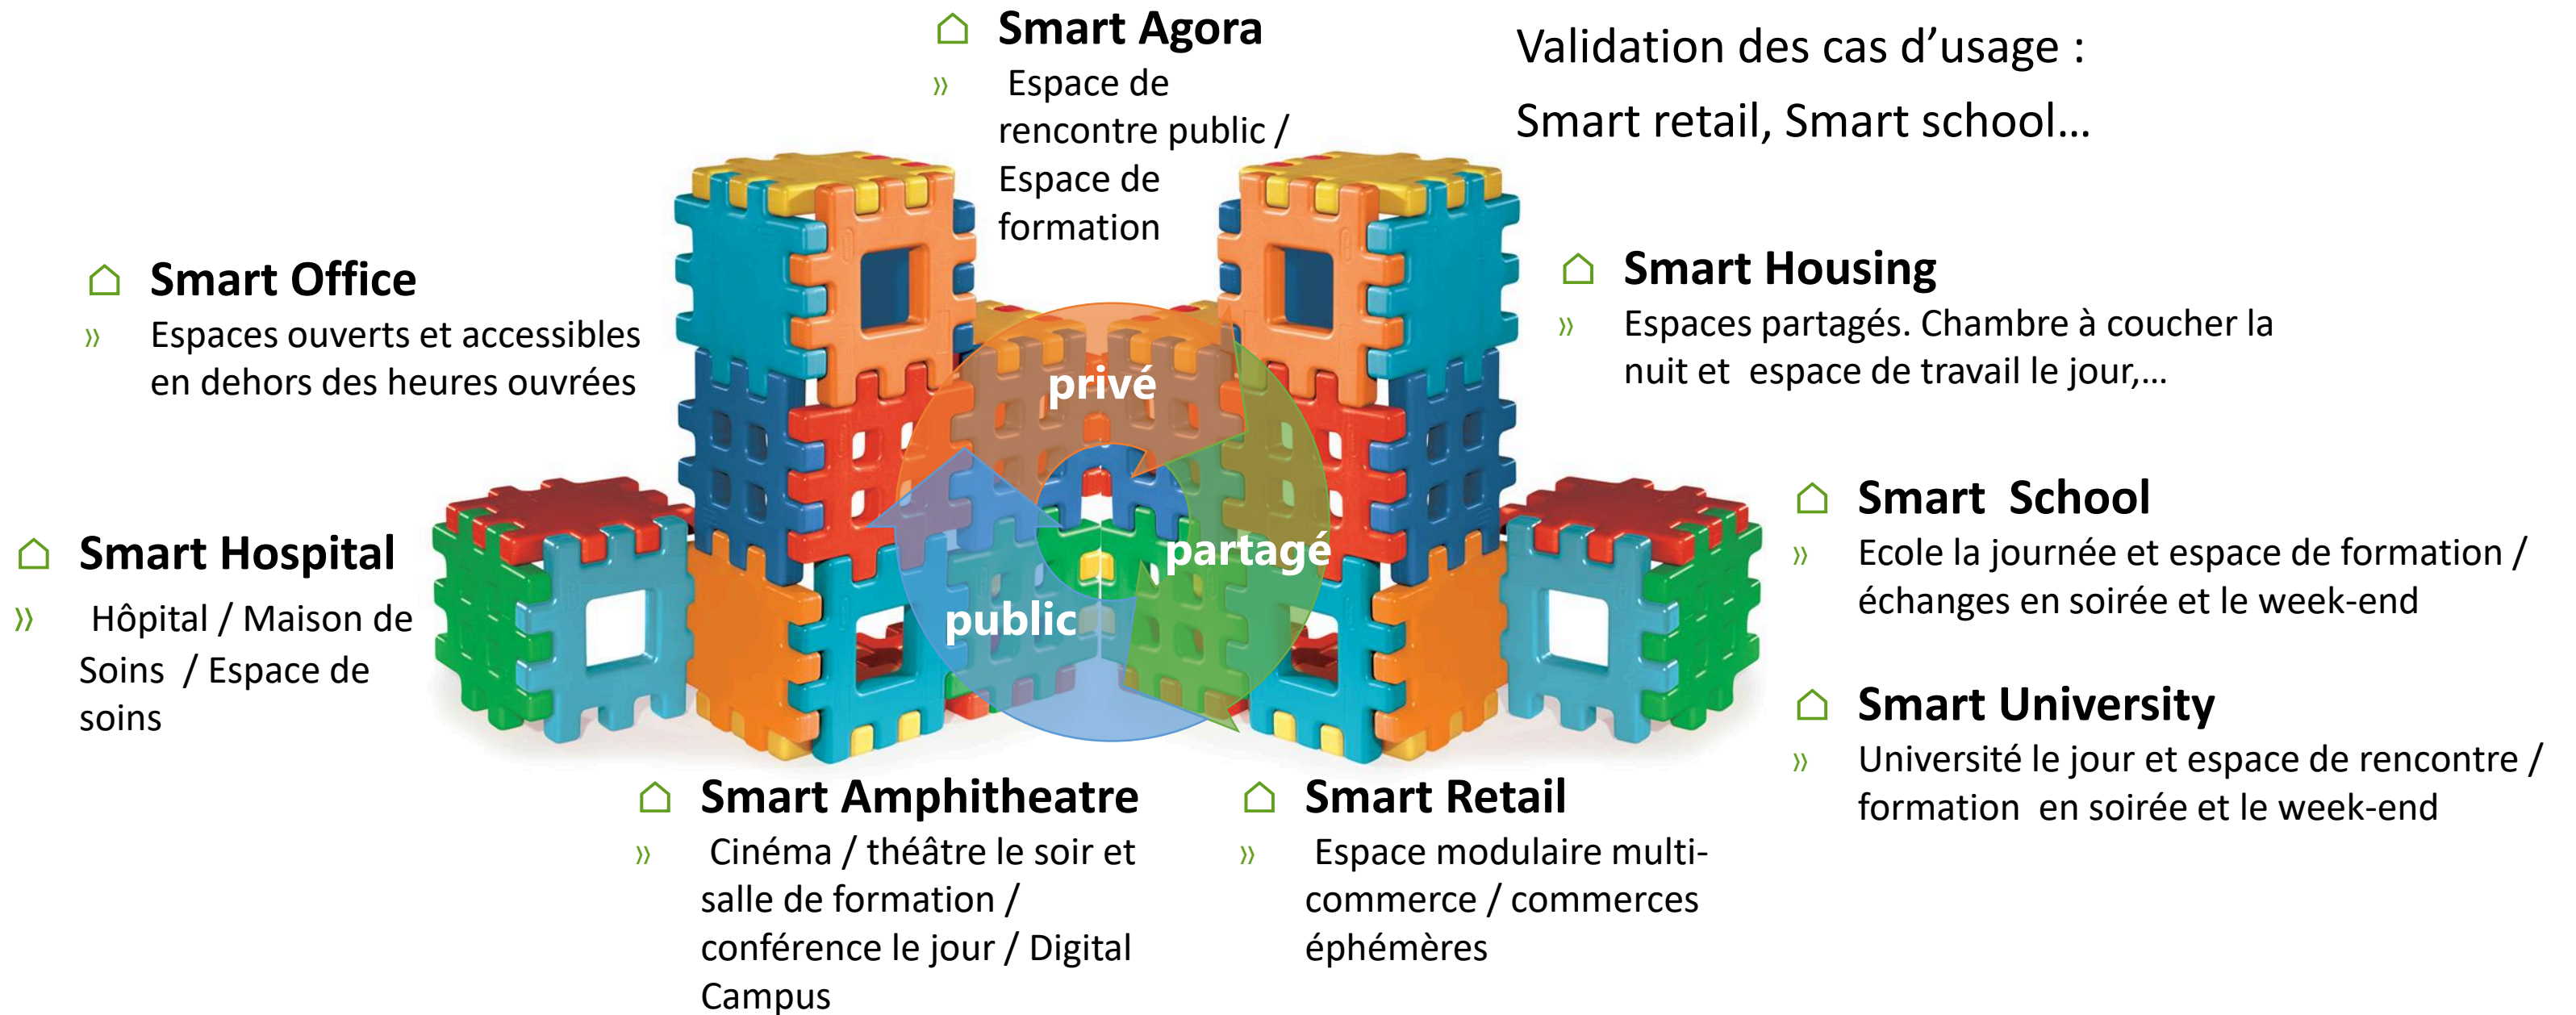 Smart Agora
» Espace de
rencontre public /
Espace de
formation
Validation des cas d’usage :
Smart retail, Smart school…
Smart Office
» Espaces ouverts et accessibles
en dehors des heures ouvrées
Smart Housing
» Espaces partagés. Chambre à coucher la
nuit et espace de travail le jour,…
Smart Hospital
» Hôpital / Maison de
Soins / Espace de
soins
privé
partagé
public
Smart School
» Ecole la journée et espace de formation /
échanges en soirée et le week-end
Smart University
» Université le jour et espace de rencontre /
formation en soirée et le week-end
Smart Amphitheatre
» Cinéma / théâtre le soir et
salle de formation /
conférence le jour / Digital
Campus
Smart Retail
» Espace modulaire multi-
commerce / commerces
éphémères